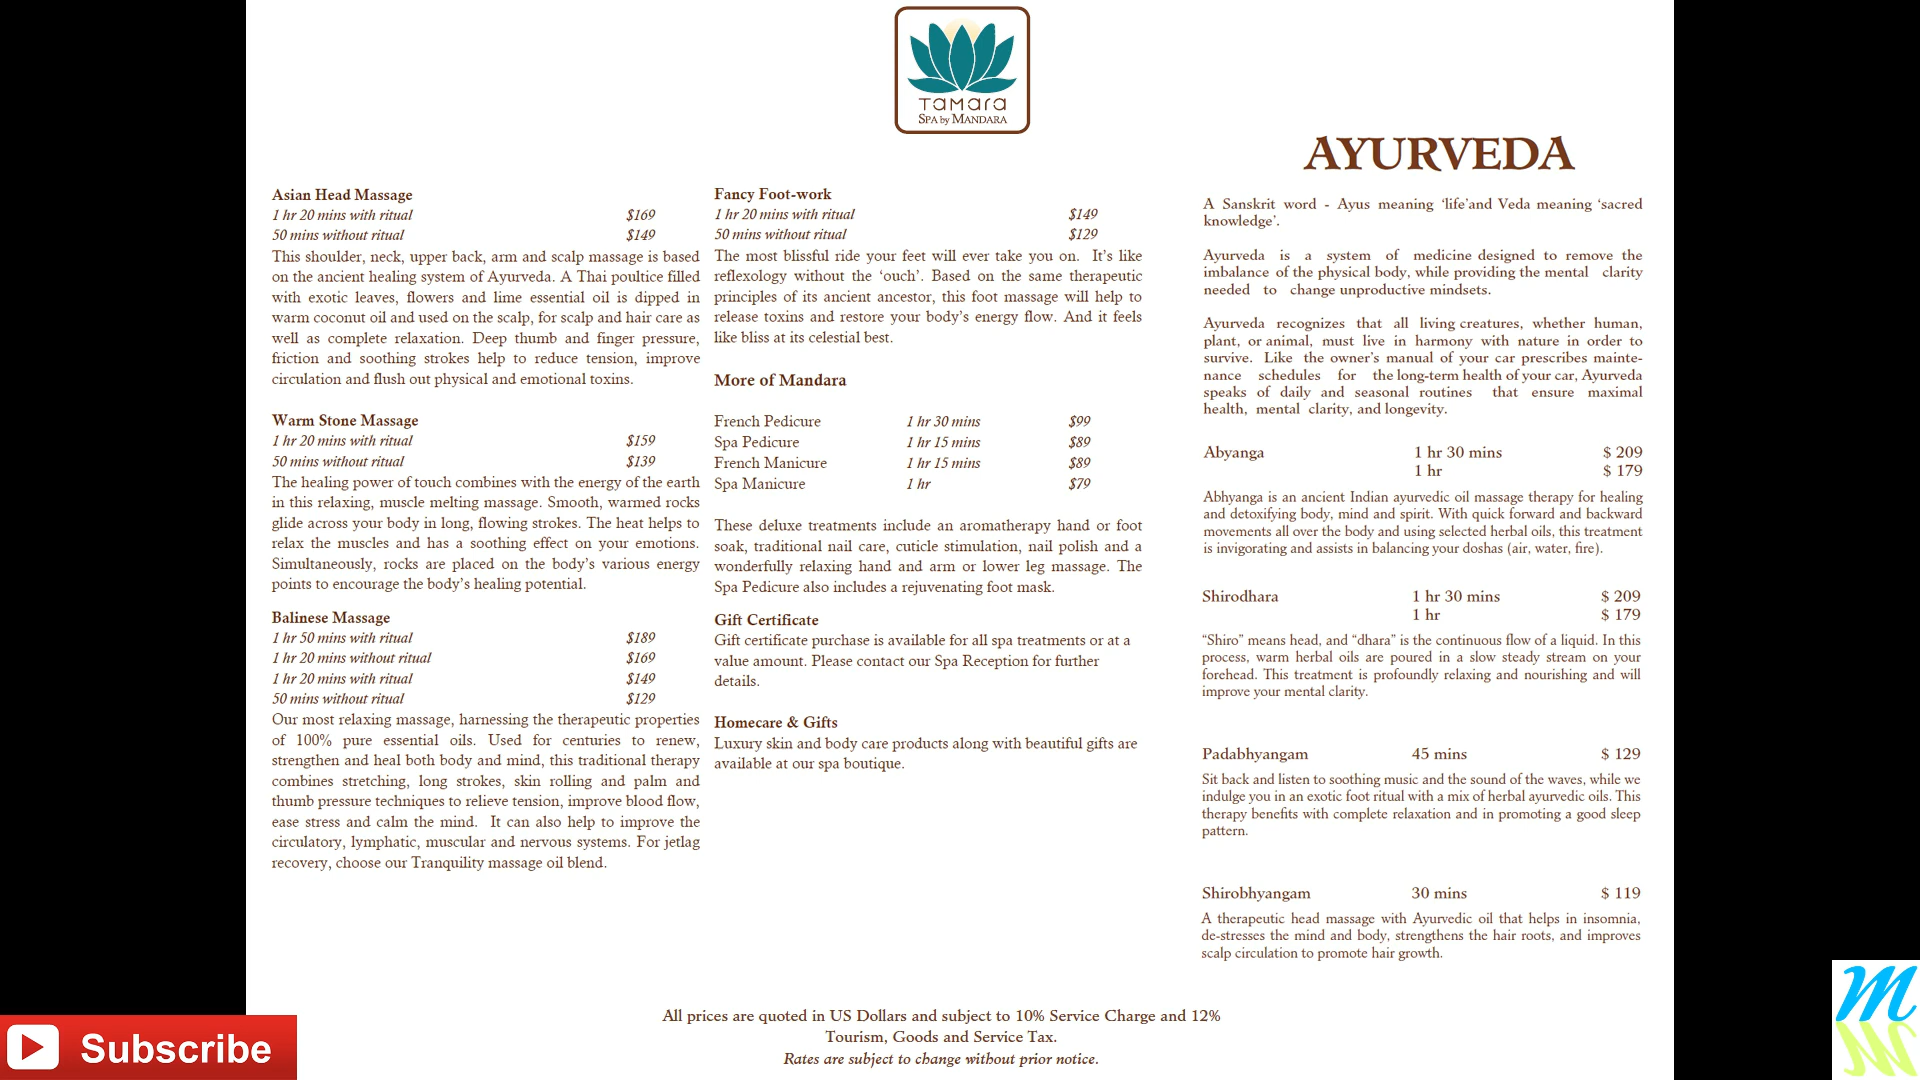 Tamara
SPA by MANDARA
Asian Head Massage
1 hr 20 mins with ritual $169
50 mins without ritual $149
This shoulder, neck, upper back, arm and scalp massage is based
on the ancient healing system of Ayurveda. A Thai poultice filled
with exotic leaves, flowers and lime essential oil is dipped in
warm coconut oil and used on the scalp, for scalp and hair care as
well as complete relaxation. Deep thumb and finger pressure,
friction and soothing strokes help to reduce tension, improve
circulation and flush out physical and emotional toxins.
Warm Stone Massage
1 hr 20 mins with ritual $159
50 mins without ritual $139
The healing power of touch combines with the energy of the earth
in this relaxing, muscle melting massage. Smooth, warmed rocks
glide across your body in long, flowing strokes. The heat helps to
relax the muscles and has a soothing effect on your emotions.
Simultaneously, rocks are placed on the body's various energy
points to encourage the body's healing potential.
Balinese Massage
1 hr 50 mins with ritual $189
1 hr 20 mins without ritual $169
1 hr 20 mins with ritual $149
50 mins without ritual $129
Our most relaxing massage, harnessing the therapeutic properties
of 100% pure essential oils. Used for centuries to renew,
strengthen and heal both body and mind, this traditional therapy
combines stretching, long strokes, skin rolling and palm and
thumb pressure techniques to relieve tension, improve blood flow,
ease stress and calm the mind. It can also help to improve the
circulatory, lymphatic, muscular and nervous systems. For jetlag
recovery, choose our Tranquility massage oil blend.
Fancy Foot-work
1 hr 20 mins with ritual $149
50 mins without ritual $129
The most blissful ride your feet will ever take you on. It's like
reflexology without the 'ouch'. Based on the same therapeutic
principles of its ancient ancestor, this foot massage will help to
release toxins and restore your body's energy flow. And it feels
like bliss at its celestial best.
More of Mandara
French Pedicure 1 hr 30 mins $99
Spa Pedicure 1 hr 15 mins $89
French Manicure 1 hr 15 mins $89
Spa Manicure 1 hr $79
These deluxe treatments include an aromatherapy hand or foot
soak, traditional nail care, cuticle stimulation, nail polish and a
wonderfully relaxing hand and arm or lower leg massage. The
Spa Pedicure also includes a rejuvenating foot mask.
Gift Certificate
Gift certificate purchase is available for all spa treatments or at a
value amount. Please contact our Spa Reception for further
details.
Homecare & Gifts
Luxury skin and body care products along with beautiful gifts are
available at our spa boutique.
AYURVEDA
A Sanskrit word - Ayus meaning 'life'and Veda meaning 'sacred
knowledge'.
Ayurveda is a system of medicine designed to remove the
imbalance of the physical body, while providing the mental clarity
needed to change unproductive mindsets.
Ayurveda recognizes that all living creatures, whether human,
plant, or animal, must live in harmony with nature in order to
survive. Like the owner's manual of your car prescribes mainte-
nance schedules for the long-term health of your car, Ayurveda
speaks of daily and seasonal routines that ensure maximal
health, mental clarity, and longevity.
Abyanga 1 hr 30 mins $ 209
1 hr $ 179
Abhyanga is an ancient Indian ayurvedic oil massage therapy for healing
and detoxifying body, mind and spirit. With quick forward and backward
movements all over the body and using selected herbal oils, this treatment
is invigorating and assists in balancing your doshas (air, water, fire).
Shirodhara 1 hr 30 mins $ 209
1 hr $ 179
"Shiro" means head, and "dhara" is the continuous flow of a liquid. In this
process, warm herbal oils are poured in a slow steady stream on your
forehead. This treatment is profoundly relaxing and nourishing and will
improve your mental clarity.
Padabhyangam 45 mins $ 129
Sit back and listen to soothing music and the sound of the waves, while we
indulge you in an exotic foot ritual with a mix of herbal ayurvedic oils. This
therapy benefits with complete relaxation and in promoting a good sleep
pattern.
Shirobhyangam 30 mins $ 119
A therapeutic head massage with Ayurvedic oil that helps in insomnia,
de-stresses the mind and body, strengthens the hair roots, and improves
scalp circulation to promote hair growth.
All prices are quoted in US Dollars and subject to 10% Service Charge and 12%
Tourism, Goods and Service Tax.
Rates are subject to change without prior notice.
Subscribe
M